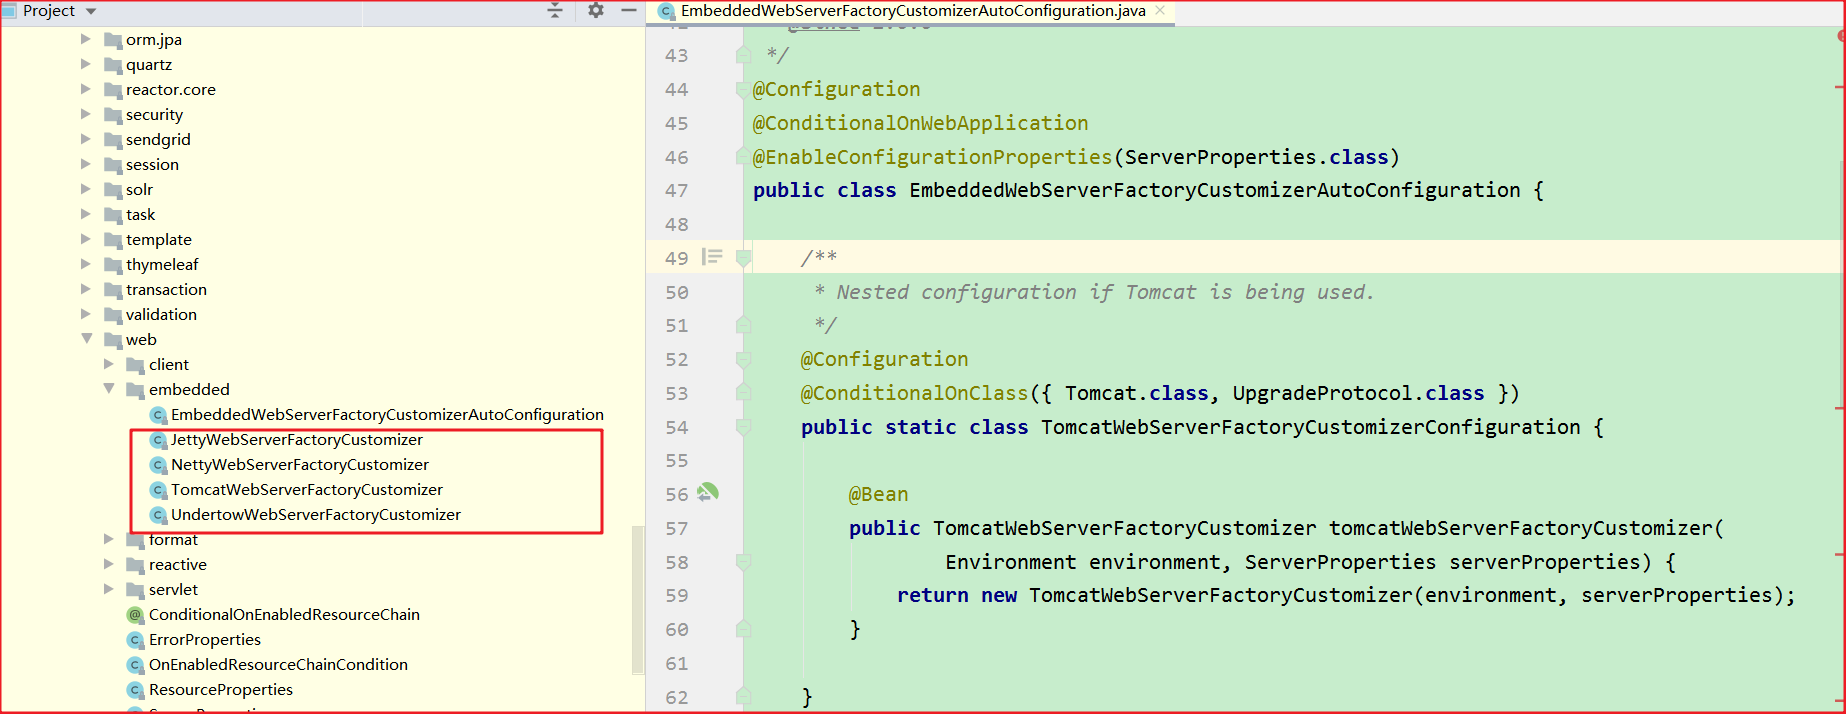 Project
orm.jpa
quartz
reactor.core
security
sendgrid
session
solr
task
template
thymeleaf
transaction
validation
web
client
embedded
EmbeddedWebServerFactoryCustomizerAutoConfiguration
JettyWebServerFactoryCustomizer
NettyWebServerFactoryCustomizer
TomcatWebServerFactoryCustomizer
UndertowWebServerFactoryCustomizer
format
reactive
servlet
ConditionalOnEnabledResourceChain
ErrorProperties
OnEnabledResourceChainCondition
ResourceProperties
EmbeddedWebServerFactoryCustomizerAutoConfiguration.java
43 */
44 @Configuration
45 @ConditionalOnWebApplication
46 @EnableConfigurationProperties(ServerProperties.class)
47 public class EmbeddedWebServerFactoryCustomizerAutoConfiguration {
48
49 /**
50 * Nested configuration if Tomcat is being used.
51 */
52 @Configuration
53 @ConditionalOnClass({ Tomcat.class, UpgradeProtocol.class })
54 public static class TomcatWebServerFactoryCustomizerConfiguration {
55
56 @Bean
57 public TomcatWebServerFactoryCustomizer tomcatWebServerFactoryCustomizer(
58 Environment environment, ServerProperties serverProperties) {
59 return new TomcatWebServerFactoryCustomizer(environment, serverProperties);
60 }
61
62 }